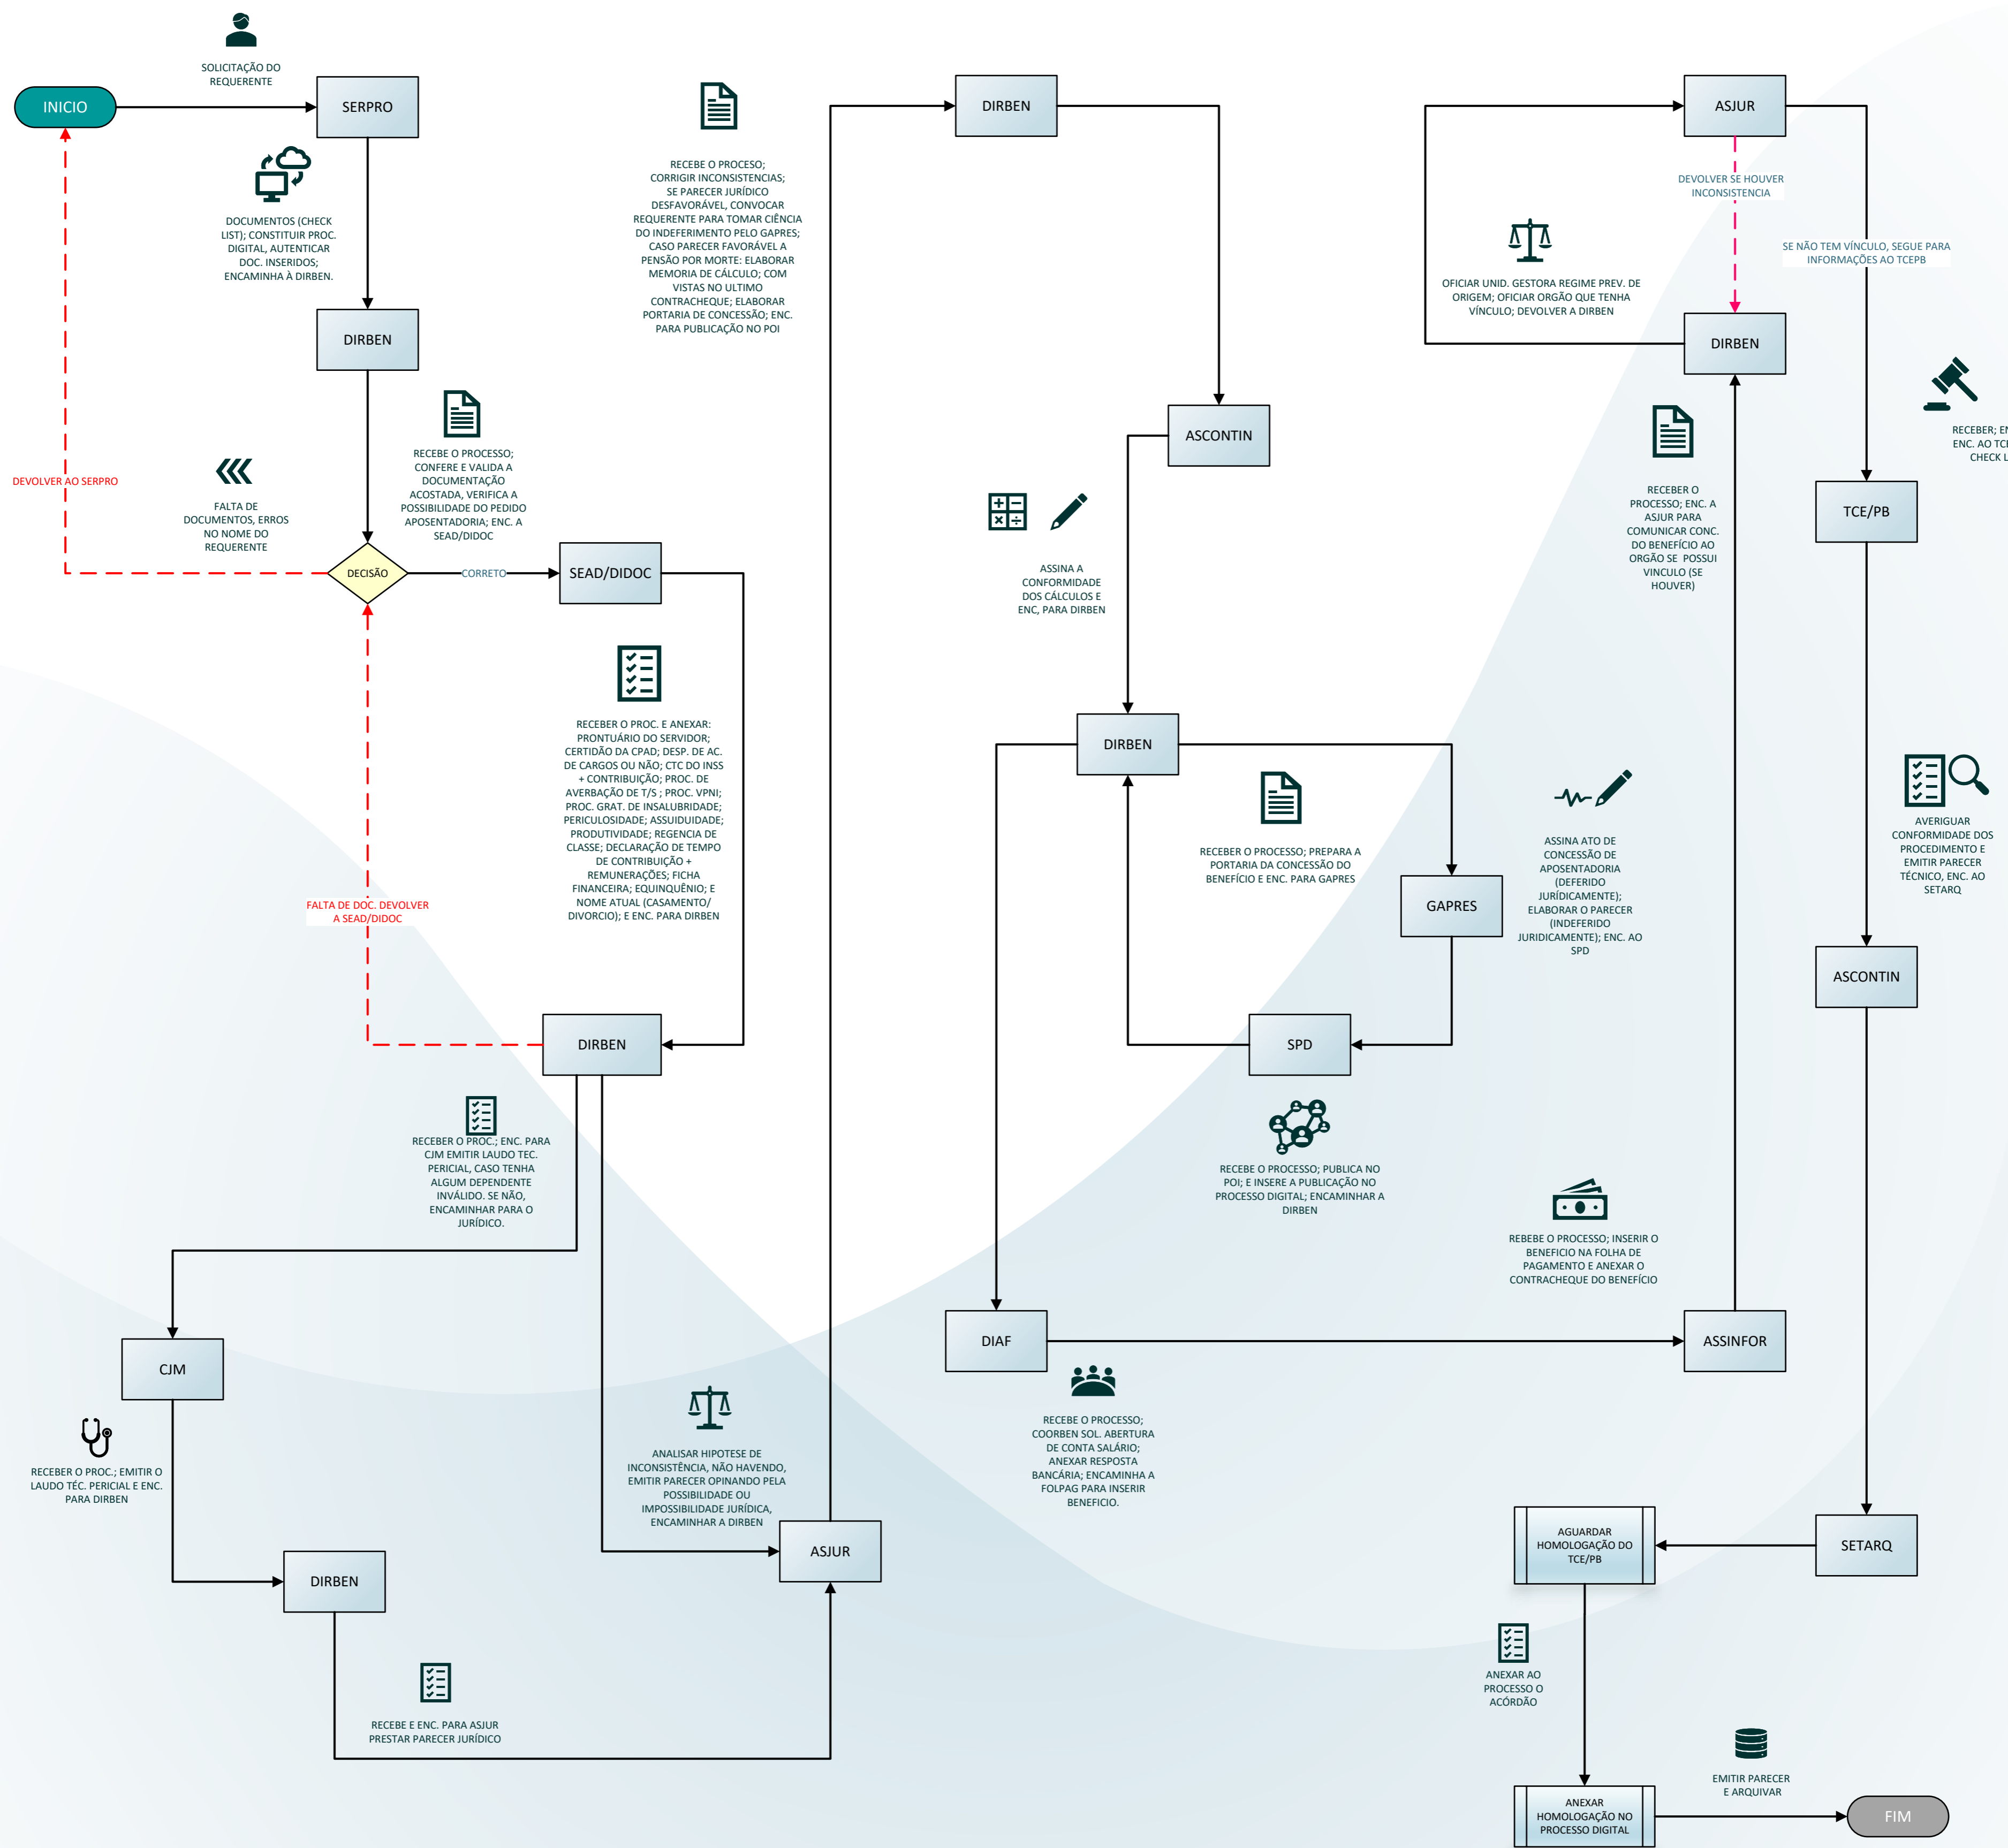 SOLICITAÇÃO DO
REQUERENTE
INICIO
SERPRO
DOCUMENTOS (CHECK
LIST); CONSTITUIR PROC.
DIGITAL, AUTENTICAR
DOC. INSERIDOS;
ENCAMINHA À DIRBEN.
DIRBEN
DEVOLVER AO SERPRO
FALTA DE
DOCUMENTOS, ERROS
NO NOME DO
REQUERENTE
RECEBE O PROCESSO;
CONFERE E VALIDA A
DOCUMENTAÇÃO
ACOSTADA, VERIFICA A
POSSIBILIDADE DO PEDIDO
APOSENTADORIA; ENC. A
SEAD/DIDOC
DECISÃO
CORRETO
SEAD/DIDOC
RECEBER O PROC. E ANEXAR:
PRONTUÁRIO DO SERVIDOR;
CERTIDÃO DA CPAD; DESP. DE AC.
DE CARGOS OU NÃO; CTC DO INSS
+ CONTRIBUIÇÃO; PROC. DE
AVERBAÇÃO DE T/S ; PROC. VPNI;
PROC. GRAT. DE INSALUBRIDADE;
PERICULOSIDADE; ASSUIDUIDADE;
PRODUTIVIDADE; REGENCIA DE
CLASSE; DECLARAÇÃO DE TEMPO
DE CONTRIBUIÇÃO +
REMUNERAÇÕES; FICHA
FINANCEIRA; EQUINQUÊNIO; E
NOME ATUAL (CASAMENTO/
DIVORCIO); E ENC. PARA DIRBEN
FALTA DE DOC. DEVOLVER
A SEAD/DIDOC
DIRBEN
RECEBER O PROC.; ENC. PARA
CJM EMITIR LAUDO TEC.
PERICIAL, CASO TENHA
ALGUM DEPENDENTE
INVÁLIDO. SE NÃO,
ENCAMINHAR PARA O
JURÍDICO.
CJM
RECEBER O PROC.; EMITIR O
LAUDO TÉC. PERICIAL E ENC.
PARA DIRBEN
DIRBEN
RECEBE E ENC. PARA ASJUR
PRESTAR PARECER JURÍDICO
ANALISAR HIPOTESE DE
INCONSISTÊNCIA, NÃO HAVENDO,
EMITIR PARECER OPINANDO PELA
POSSIBILIDADE OU
IMPOSSIBILIDADE JURÍDICA,
ENCAMINHAR A DIRBEN
ASJUR
RECEBE O PROCESO;
CORRIGIR INCONSISTENCIAS;
SE PARECER JURÍDICO
DESFAVORÁVEL, CONVOCAR
REQUERENTE PARA TOMAR CIÊNCIA
DO INDEFERIMENTO PELO GAPRES;
CASO PARECER FAVORÁVEL A
PENSÃO POR MORTE: ELABORAR
MEMORIA DE CÁLCULO; COM
VISTAS NO ULTIMO
CONTRACHEQUE; ELABORAR
PORTARIA DE CONCESSÃO; ENC.
PARA PUBLICAÇÃO NO POI
DIRBEN
ASCONTIN
ASSINA A
CONFORMIDADE
DOS CÁLCULOS E
ENC, PARA DIRBEN
DIRBEN
RECEBER O PROCESSO; PREPARA A
PORTARIA DA CONCESSÃO DO
BENEFÍCIO E ENC. PARA GAPRES
GAPRES
ASSINA ATO DE
CONCESSÃO DE
APOSENTADORIA
(DEFERIDO
JURÍDICAMENTE);
ELABORAR O PARECER
(INDEFERIDO
JURIDICAMENTE); ENC. AO
SPD
SPD
RECEBE O PROCESSO; PUBLICA NO
POI; E INSERE A PUBLICAÇÃO NO
PROCESSO DIGITAL; ENCAMINHAR A
DIRBEN
DIAF
RECEBE O PROCESSO;
COORBEN SOL. ABERTURA
DE CONTA SALÁRIO;
ANEXAR RESPOSTA
BANCÁRIA; ENCAMINHA A
FOLPAG PARA INSERIR
BENEFICIO.
REBEBE O PROCESSO; INSERIR O
BENEFICIO NA FOLHA DE
PAGAMENTO E ANEXAR O
CONTRACHEQUE DO BENEFÍCIO
ASSINFOR
RECEBER O
PROCESSO; ENC. A
ASJUR PARA
COMUNICAR CONC.
DO BENEFÍCIO AO
ORGÃO SE POSSUI
VINCULO (SE
HOUVER)
DIRBEN
OFICIAR UNID. GESTORA REGIME PREV. DE
ORIGEM; OFICIAR ORGÃO QUE TENHA
VÍNCULO; DEVOLVER A DIRBEN
ASJUR
DEVOLVER SE HOUVER
INCONSISTENCIA
SE NÃO TEM VÍNCULO, SEGUE PARA
INFORMAÇÕES AO TCEPB
RECEBER;
ENC. AO
CHECK
TCE/PB
AVERIGUAR
CONFORMIDADE DOS
PROCEDIMENTO E
EMITIR PARECER
TÉCNICO, ENC. AO
SETARQ
ASCONTIN
SETARQ
AGUARDAR
HOMOLOGAÇÃO DO
TCE/PB
ANEXAR AO
PROCESSO O
ACÓRDÃO
ANEXAR
HOMOLOGAÇÃO NO
PROCESSO DIGITAL
EMITIR PARECER
E ARQUIVAR
FIM